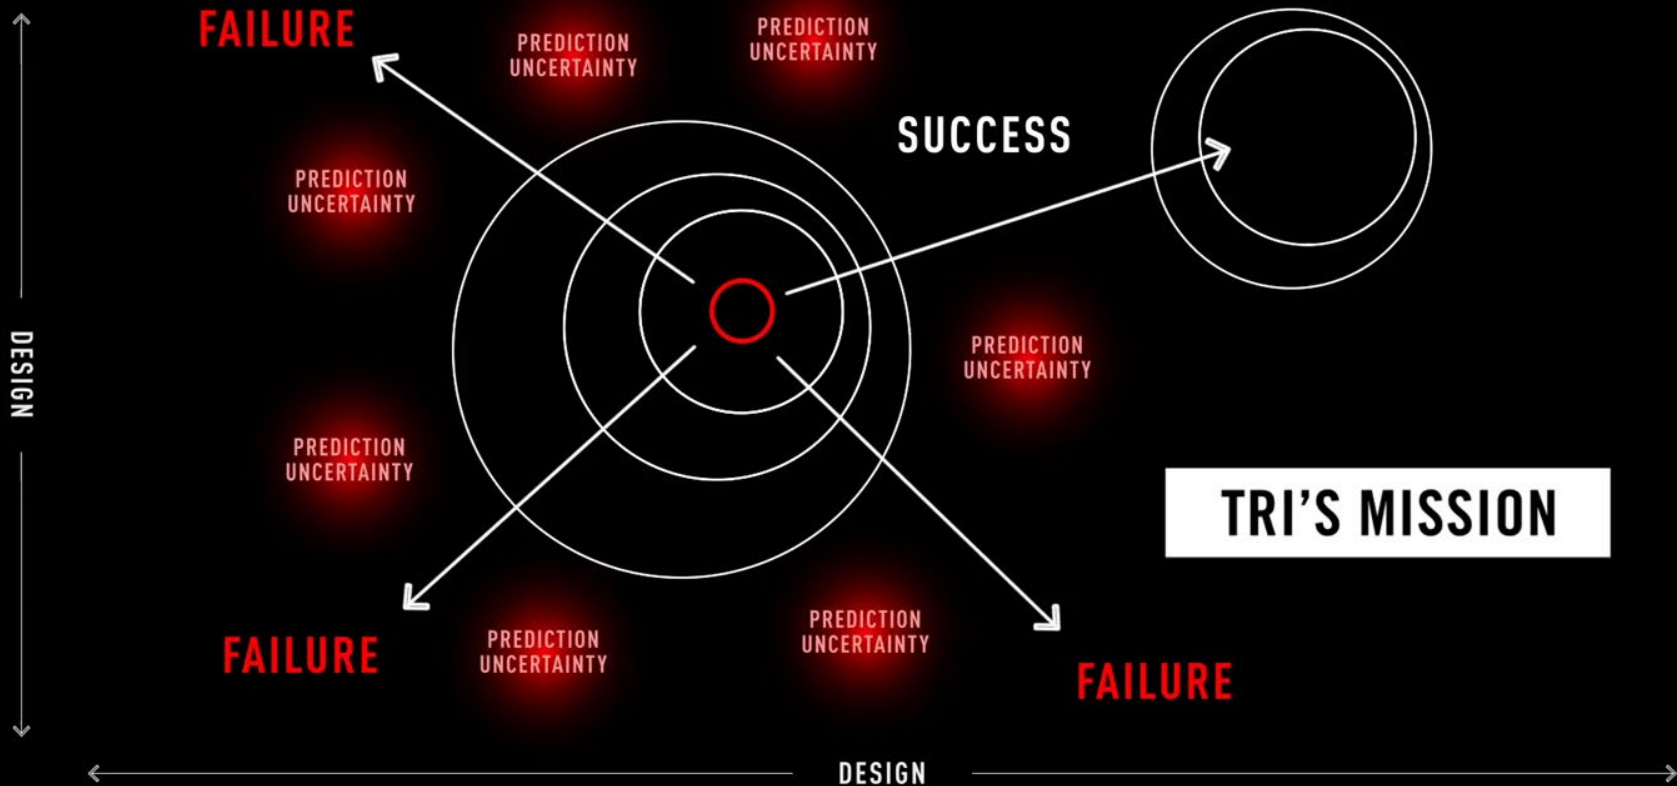 FAILURE
PREDICTION
UNCERTAINTY
PREDICTION
UNCERTAINTY
SUCCESS
PREDICTION
UNCERTAINTY
DESIGN
PREDICTION
UNCERTAINTY
PREDICTION
UNCERTAINTY
TRI'S MISSION
FAILURE
PREDICTION
UNCERTAINTY
PREDICTION
UNCERTAINTY
FAILURE
DESIGN